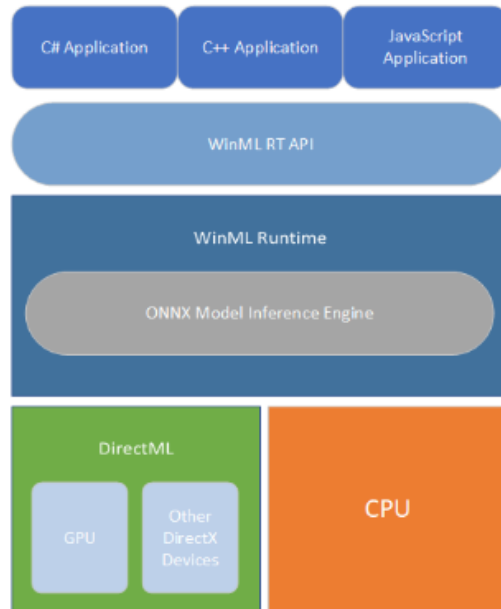 C# Application
C++ Application
JavaScript
Application
WinML RT API
WinML Runtime
ONNX Model Inference Engine
DirectML
GPU
Other
DirectX
Devices
CPU